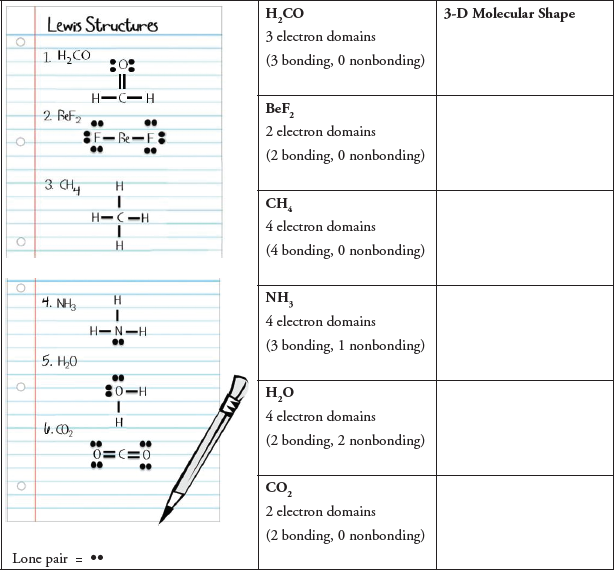 Lewis Structures
1. H₂CO
:O:
H—C—H
2. BeF₂
F—Be—F
3. CH₄
H
H—C—H
H
4. NH₃
H
H—N—H
5. H₂O
O—H
H
6. CO₂
O=C=O
Lone pair = ••
H₂CO
3 electron domains
(3 bonding, 0 nonbonding)
BeF₂
2 electron domains
(2 bonding, 0 nonbonding)
CH₄
4 electron domains
(4 bonding, 0 nonbonding)
NH₃
4 electron domains
(3 bonding, 1 nonbonding)
H₂O
4 electron domains
(2 bonding, 2 nonbonding)
CO₂
2 electron domains
(2 bonding, 0 nonbonding)
3-D Molecular Shape